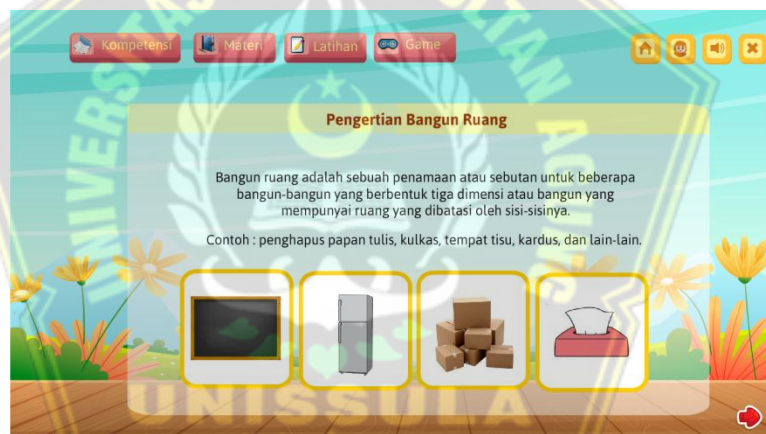 Kompetensi
Materi
Latihan
Game
Pengertian Bangun Ruang
Bangun ruang adalah sebuah penamaan atau sebutan untuk beberapa
bangun-bangun yang berbentuk tiga dimensi atau bangun yang
mempunyai ruang yang dibatasi oleh sisi-sisinya.
Contoh : penghapus papan tulis, kulkas, tempat tisu, kardus, dan lain-lain.
UNISSULA